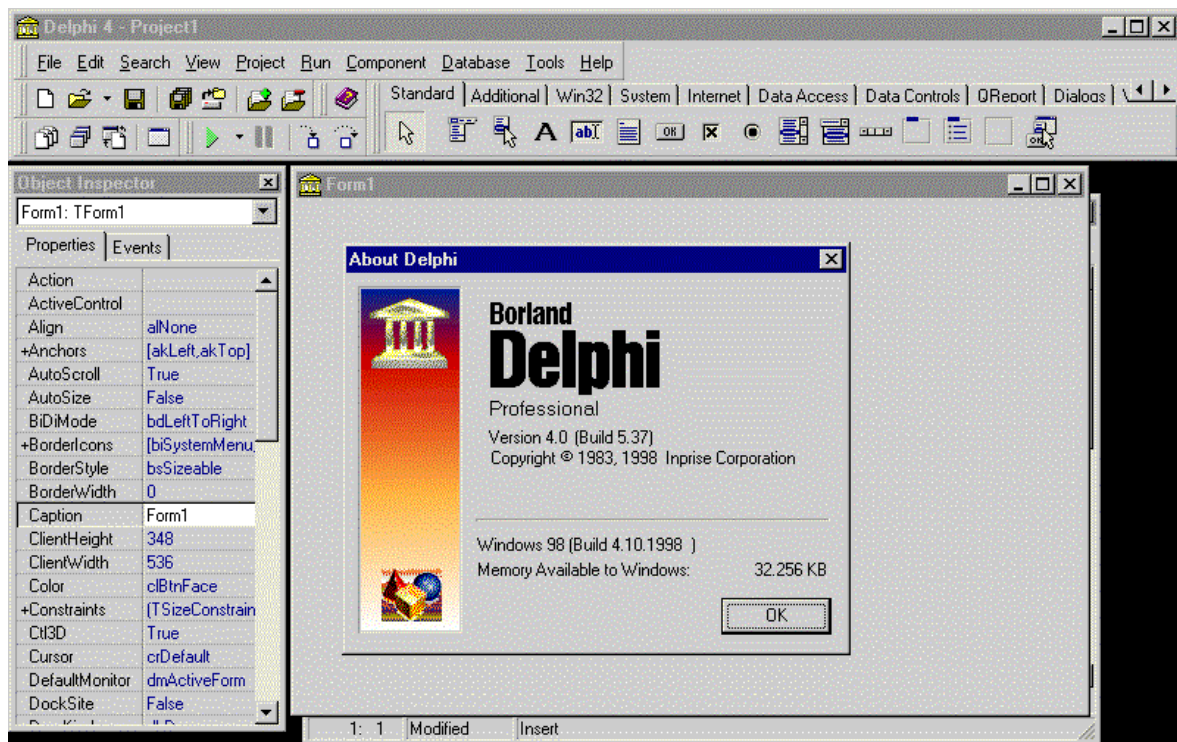 Delphi 4 - Project1
File Edit Search View Project Run Component Database Tools Help
Standard Additional Win32 System Internet Data Access Data Controls QReport Dialogs
A ab OK
OK
Object Inspector
Form1: TForm1
Properties Events
Action
ActiveControl
Align alNone
+Anchors [akLeft,akTop]
AutoScroll True
AutoSize False
BiDiMode bdLeftToRight
+BorderIcons [biSystemMenu,
BorderStyle bsSizeable
BorderWidth 0
Caption Form1
ClientHeight 348
ClientWidth 536
Color clBtnFace
+Constraints (TSizeConstrain
Ctl3D True
Cursor crDefault
DefaultMonitor dmActiveForm
DockSite False
Form1
About Delphi
Borland
Delphi
Professional
Version 4.0 (Build 5.37)
Copyright © 1983, 1998 Inprise Corporation
Windows 98 (Build 4.10.1998 )
Memory Available to Windows: 32.256 KB
OK
1: 1 Modified Insert